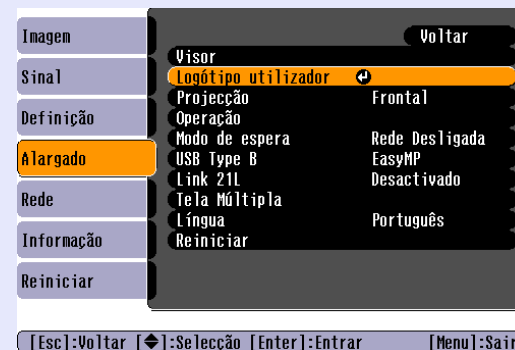 Imagem
Sinal
Definição
Alargado
Rede
Informação
Reiniciar
Voltar
Visor
Logótipo utilizador
Projecção Frontal
Operação
Modo de espera Rede Desligada
USB Type B EasyMP
Link 21L Desactivado
Tela Múltipla
Língua Português
Reiniciar
[Esc]:Voltar [◆]:Selecção [Enter]:Entrar [Menu]:Sair